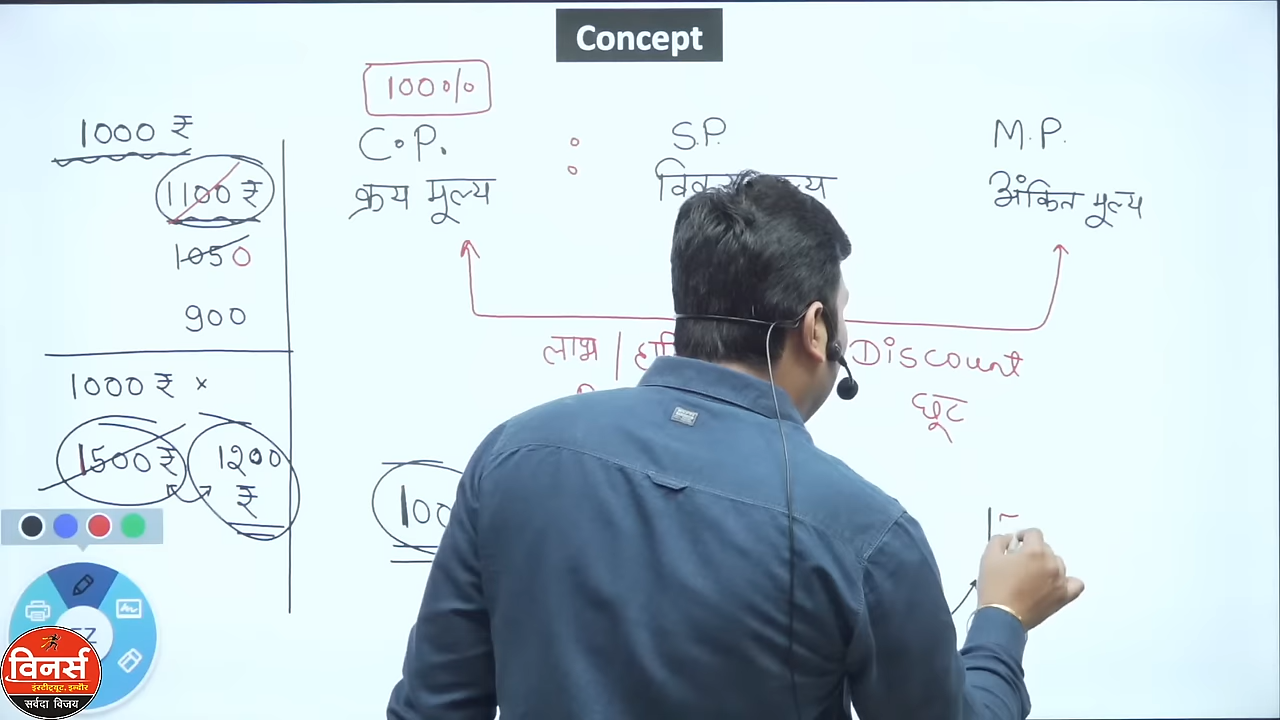 Concept
100%
1000 ₹
C.P. : S.P. M.P.
1100 ₹
क्रय मूल्य
अंकित मूल्य
1050
900
लाभ / Discount
छूट
1000 ₹ ×
1500 ₹ 1200
₹
विनर्स
इंस्टीट्यूट, इन्दौर
सर्वदा विजय